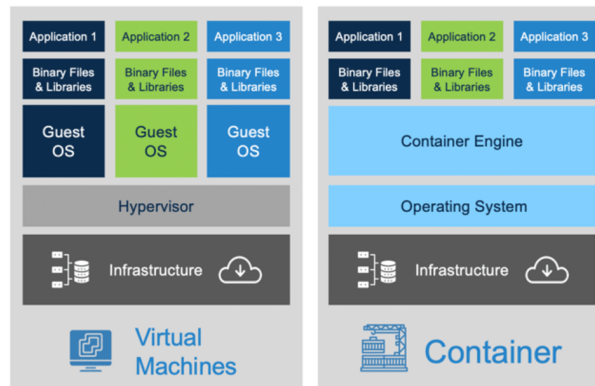 Application 1
Application 2
Application 3
Binary Files
& Libraries
Binary Files
& Libraries
Binary Files
& Libraries
Guest
OS
Guest
OS
Guest
OS
Hypervisor
Infrastructure
Virtual
Machines
Application 1
Application 2
Application 3
Binary Files
& Libraries
Binary Files
& Libraries
Binary Files
& Libraries
Container Engine
Operating System
Infrastructure
Container